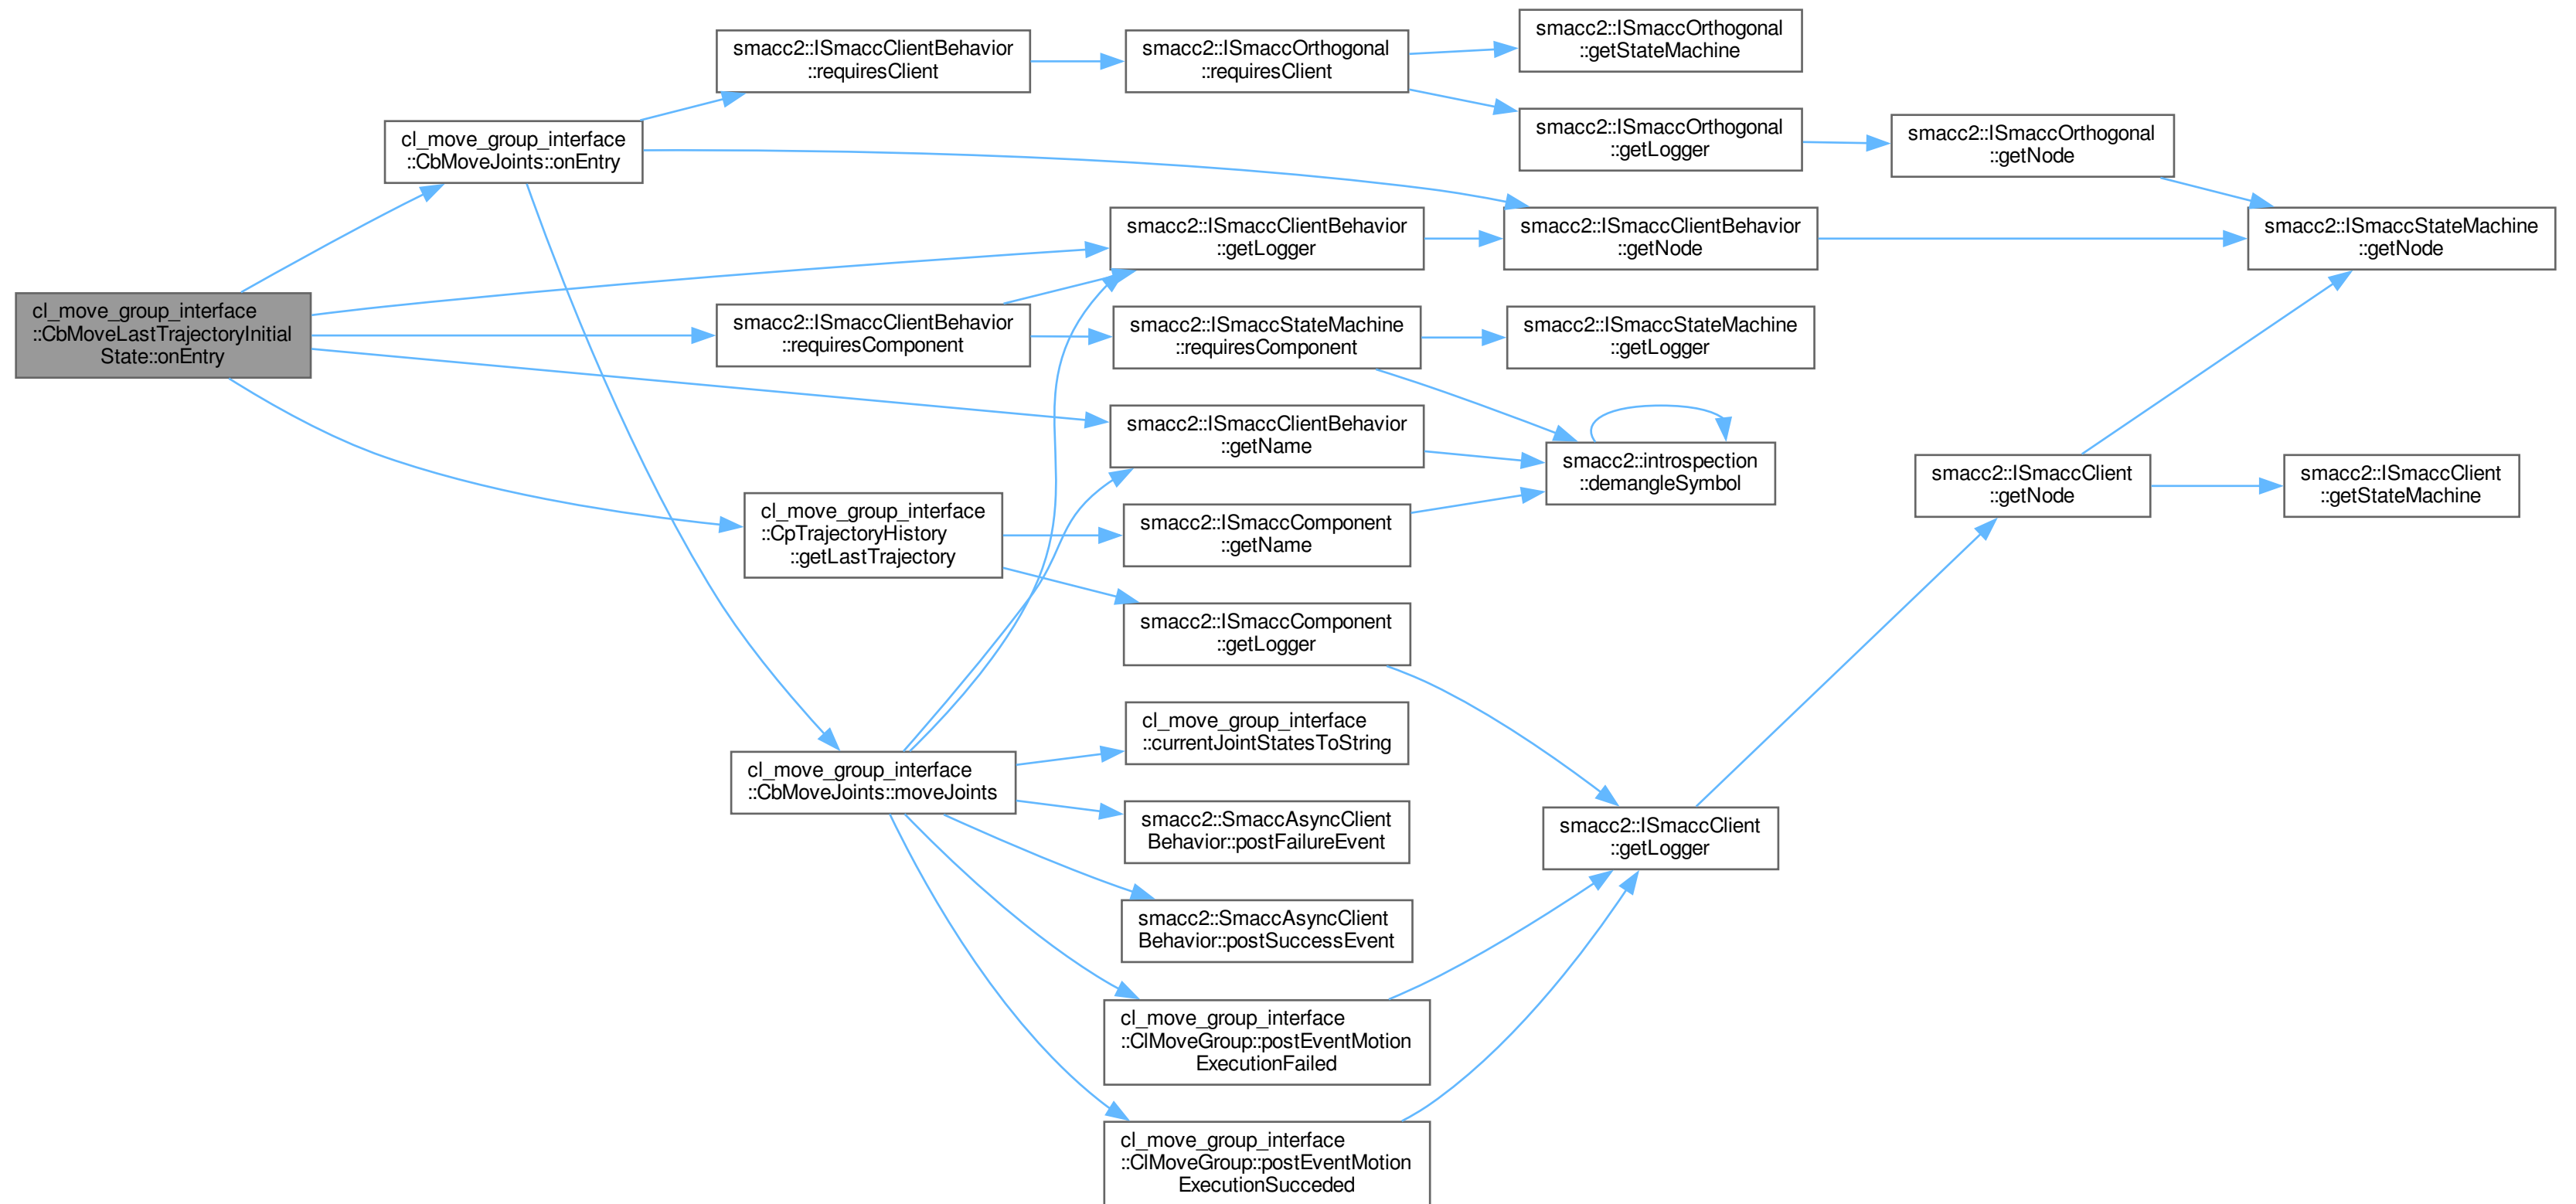 cl_move_group_interface
::CbMoveLastTrajectoryInitial
State::onEntry
cl_move_group_interface
::CbMoveJoints::onEntry
smacc2::ISmaccClientBehavior
::requiresClient
smacc2::ISmaccOrthogonal
::requiresClient
smacc2::ISmaccOrthogonal
::getStateMachine
smacc2::ISmaccOrthogonal
::getLogger
smacc2::ISmaccOrthogonal
::getNode
smacc2::ISmaccClientBehavior
::getLogger
smacc2::ISmaccClientBehavior
::getNode
smacc2::ISmaccStateMachine
::getNode
smacc2::ISmaccClientBehavior
::requiresComponent
smacc2::ISmaccStateMachine
::requiresComponent
smacc2::ISmaccStateMachine
::getLogger
smacc2::ISmaccClientBehavior
::getName
smacc2::introspection
::demangleSymbol
cl_move_group_interface
::CpTrajectoryHistory
::getLastTrajectory
smacc2::ISmaccComponent
::getName
smacc2::ISmaccComponent
::getLogger
smacc2::ISmaccClient
::getNode
smacc2::ISmaccClient
::getStateMachine
cl_move_group_interface
::CbMoveJoints::moveJoints
cl_move_group_interface
::currentJointStatesToString
smacc2::SmaccAsyncClient
Behavior::postFailureEvent
smacc2::ISmaccClient
::getLogger
smacc2::SmaccAsyncClient
Behavior::postSuccessEvent
cl_move_group_interface
::ClMoveGroup::postEventMotion
ExecutionFailed
cl_move_group_interface
::ClMoveGroup::postEventMotion
ExecutionSucceded